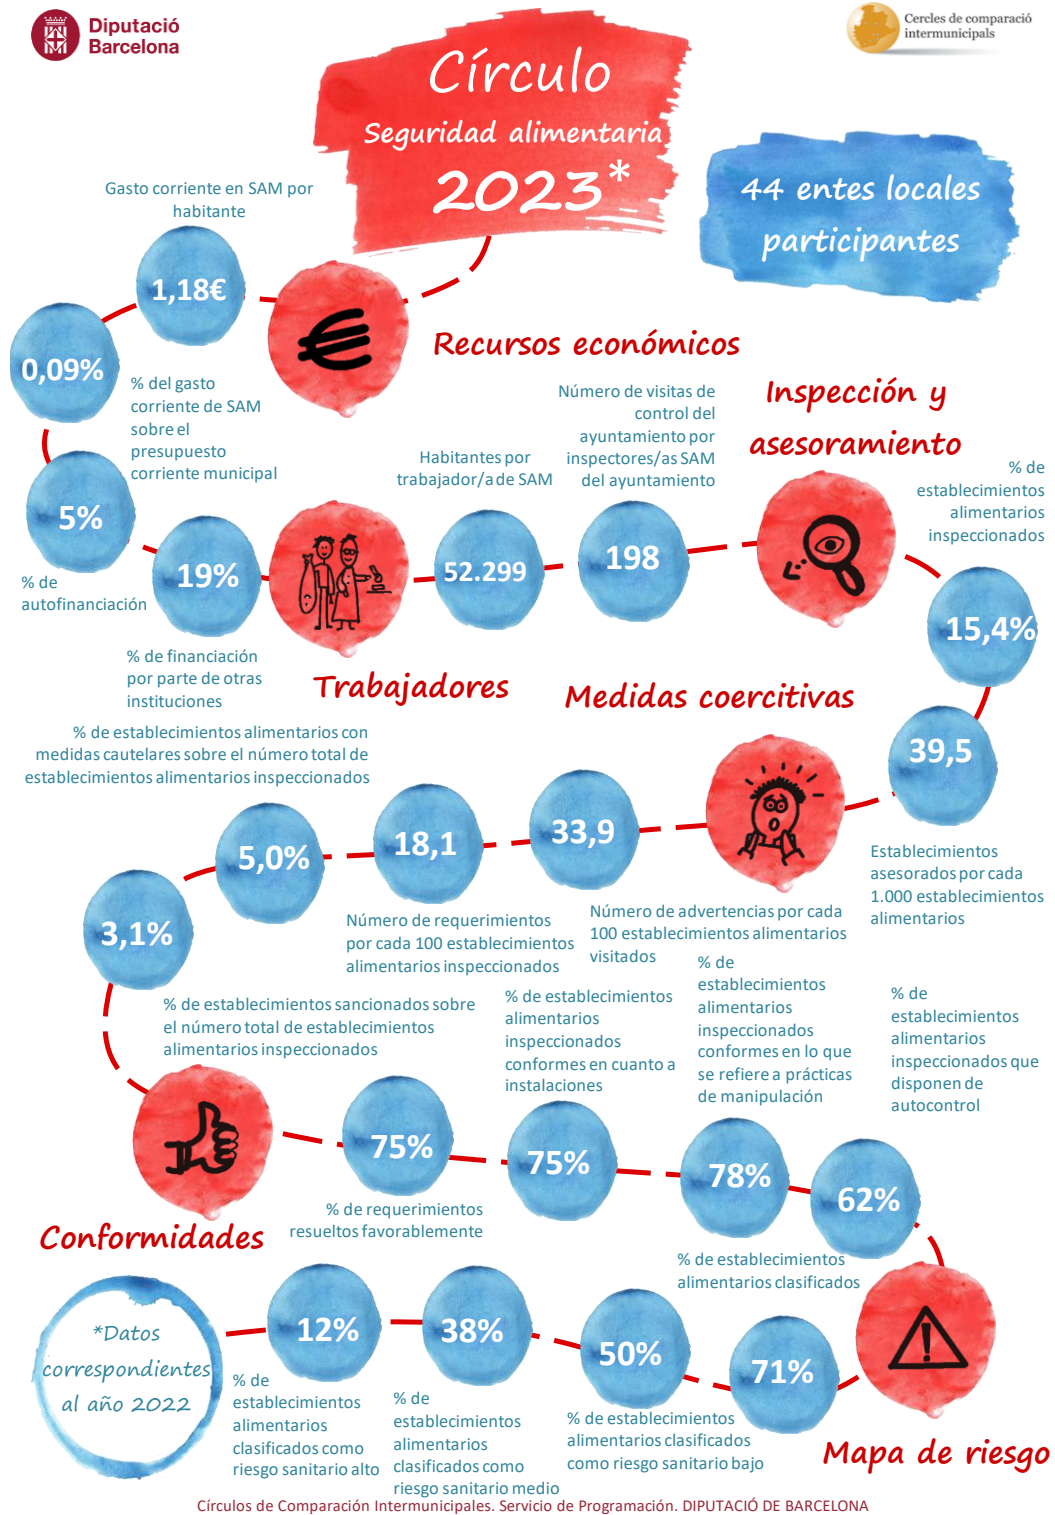 Diputació
Barcelona
Cercles de comparació
intermunicipals
Círculo
Seguridad alimentaria
2023*
44 entes locales
participantes
Gasto corriente en SAM por
habitante
1,18€
0,09%
% del gasto
corriente de SAM
sobre el
presupuesto
corriente municipal
Recursos económicos
5%
% de
autofinanciación
19%
% de financiación
por parte de otras
instituciones
Trabajadores
Habitantes por
trabajador/a de SAM
52.299
Número de visitas de
control del
ayuntamiento por
inspectores/as SAM
del ayuntamiento
198
Inspección y
asesoramiento
% de
establecimientos
alimentarios
inspeccionados
15,4%
39,5
Establecimientos
asesorados por cada
1.000 establecimientos
alimentarios
Medidas coercitivas
33,9
Número de advertencias por cada
100 establecimientos alimentarios
visitados
18,1
Número de requerimientos
por cada 100 establecimientos
alimentarios inspeccionados
% de establecimientos alimentarios con
medidas cautelares sobre el número total de
establecimientos alimentarios inspeccionados
5,0%
3,1%
% de establecimientos sancionados sobre
el número total de establecimientos
alimentarios inspeccionados
Conformidades
75%
% de requerimientos
resueltos favorablemente
% de establecimientos
alimentarios
inspeccionados
conformes en cuanto a
instalaciones
75%
% de
establecimientos
alimentarios
inspeccionados
conformes en lo que
se refiere a prácticas
de manipulación
78%
% de
establecimientos
alimentarios
inspeccionados que
disponen de
autocontrol
62%
Mapa de riesgo
% de establecimientos
alimentarios clasificados
71%
50%
% de establecimientos
alimentarios clasificados
como riesgo sanitario bajo
38%
% de
establecimientos
alimentarios
clasificados como
riesgo sanitario medio
12%
% de
establecimientos
alimentarios
clasificados como
riesgo sanitario alto
*Datos
correspondientes
al año 2022
Círculos de Comparación Intermunicipales. Servicio de Programación. DIPUTACIÓ DE BARCELONA